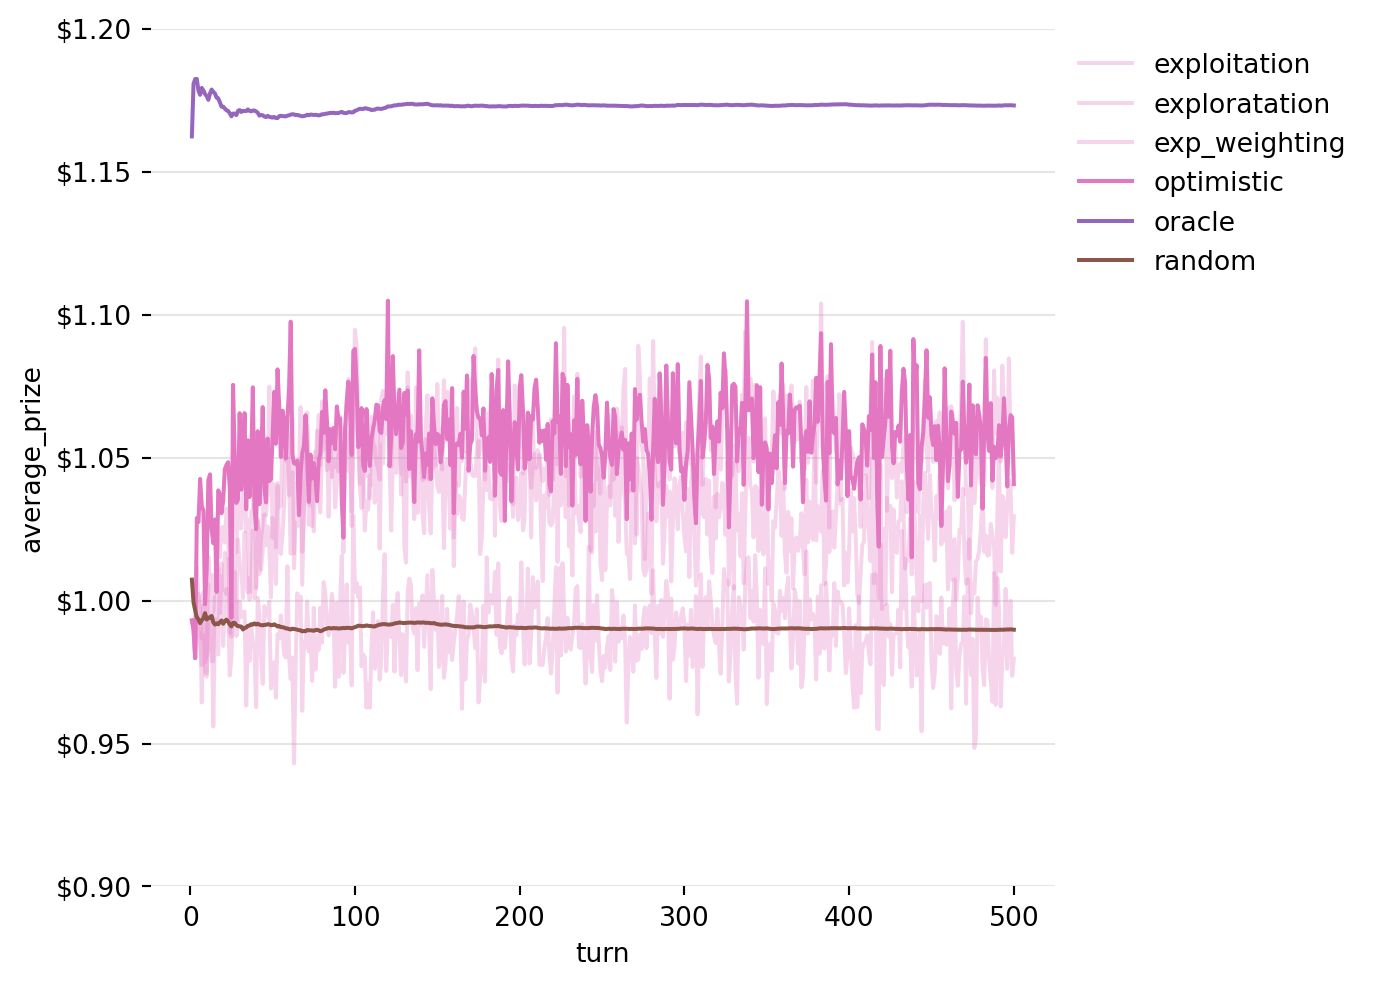 $1.20
$1.15
$1.10
$1.05
$1.00
$0.95
$0.90
average_prize
0 100 200 300 400 500
turn
exploitation
exploratation
exp_weighting
optimistic
oracle
random